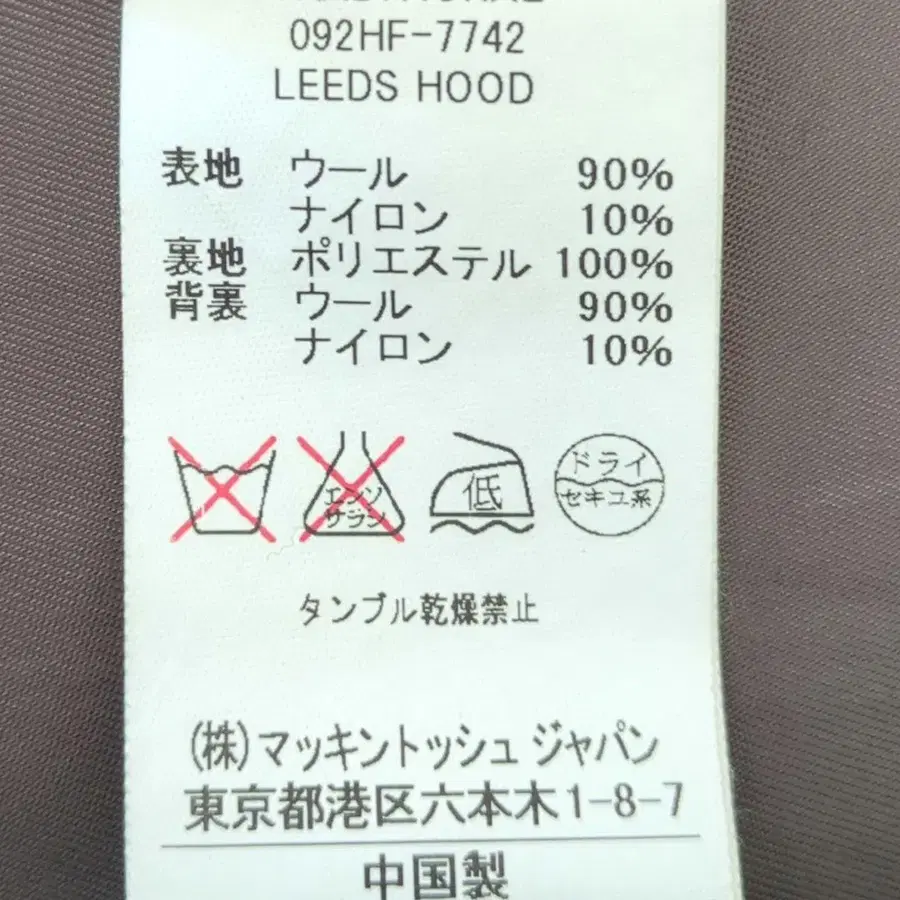 092HF-7742
LEEDS HOOD
表地 ウール 90%
ナイロン 10%
裏地 ポリエステル 100%
背裏 ウール 90%
ナイロン 10%
エンソ
サラシ
低
ドライ
セキユ系
タンブル乾燥禁止
(株)マッキントッシュ ジャパン
東京都港区六本木1-8-7
中国製